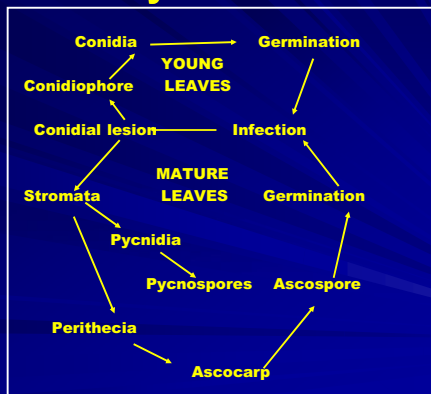 Conidia Germination
YOUNG
Conidiophore LEAVES
Conidial lesion Infection
MATURE
Stromata LEAVES Germination
Pycnidia
Pycnospores Ascospore
Perithecia
Ascocarp